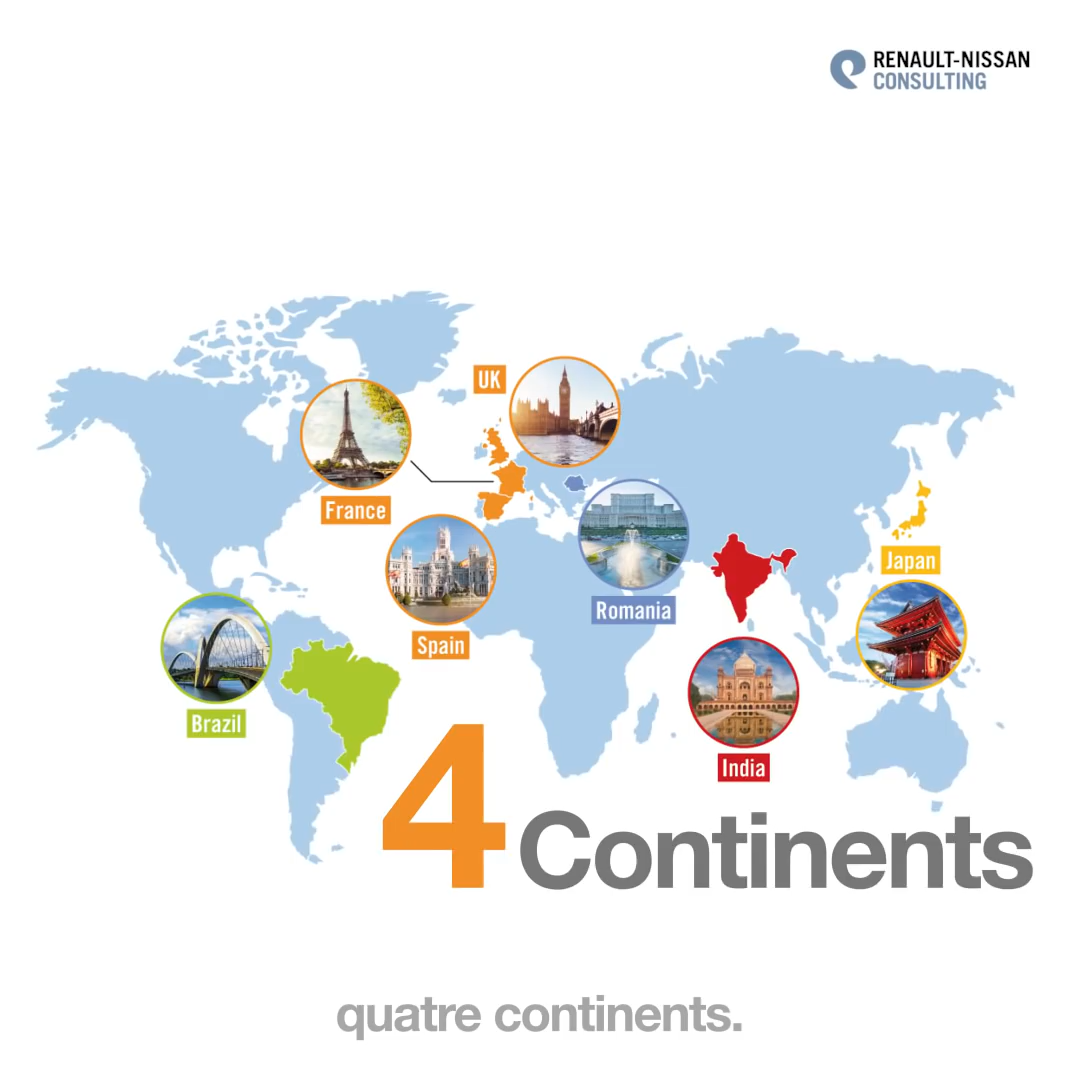 RENAULT-NISSAN
CONSULTING
UK
France
Spain
Romania
Japan
Brazil
India
4 Continents
quatre continents.